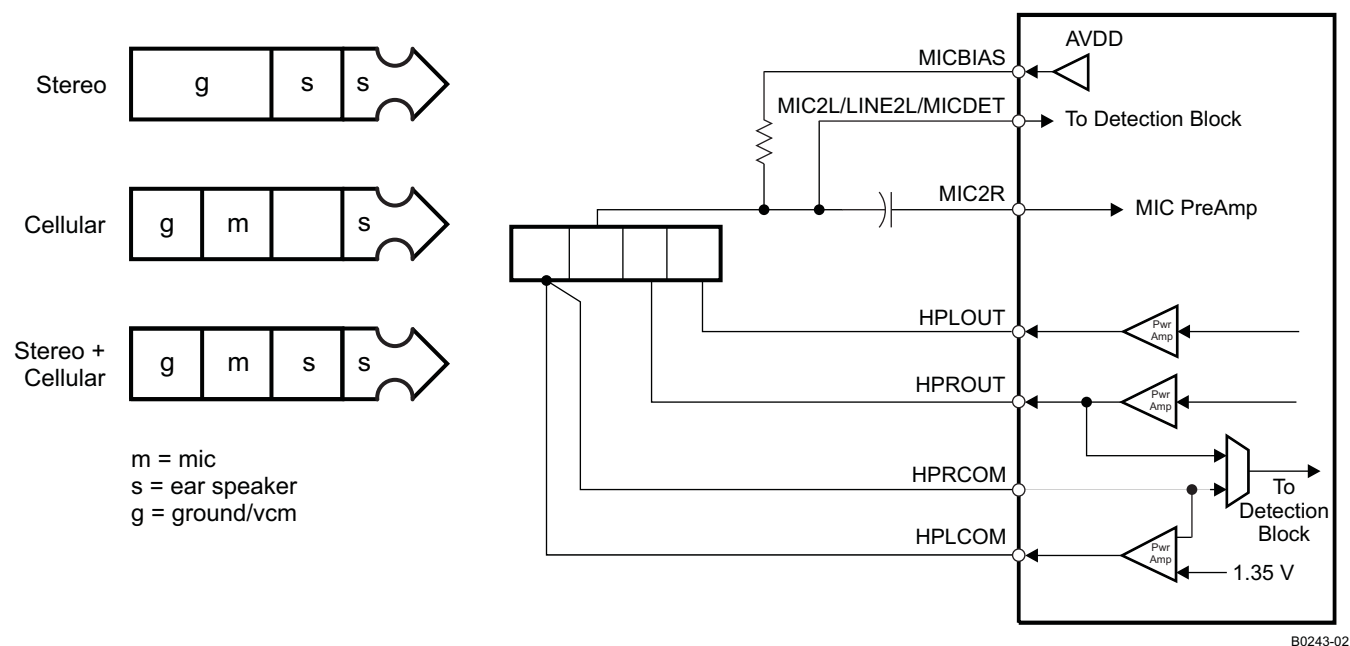 Stereo
g s s
Cellular
g m s
Stereo +
Cellular
g m s s
m = mic
s = ear speaker
g = ground/vcm
MICBIAS
AVDD
MIC2L/LINE2L/MICDET
To Detection Block
MIC2R
MIC PreAmp
HPLOUT
Pwr
Amp
HPROUT
Pwr
Amp
HPRCOM
To
Detection
Block
HPLCOM
Pwr
Amp
1.35 V
B0243-02